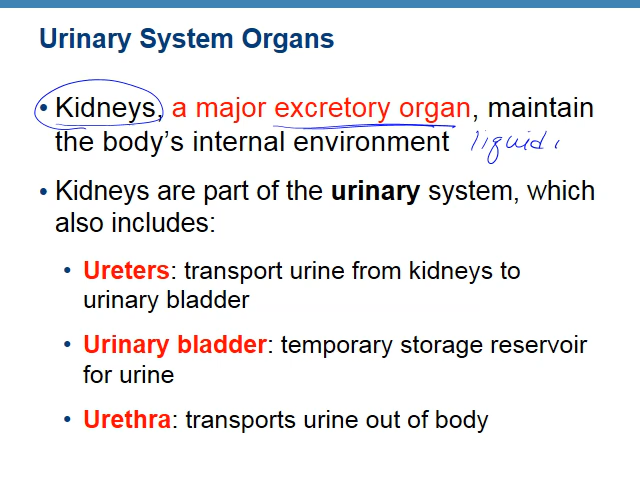 Urinary System Organs
• Kidneys, a major excretory organ, maintain
the body's internal environment liquid
• Kidneys are part of the urinary system, which
also includes:
• Ureters: transport urine from kidneys to
urinary bladder
• Urinary bladder: temporary storage reservoir
for urine
• Urethra: transports urine out of body